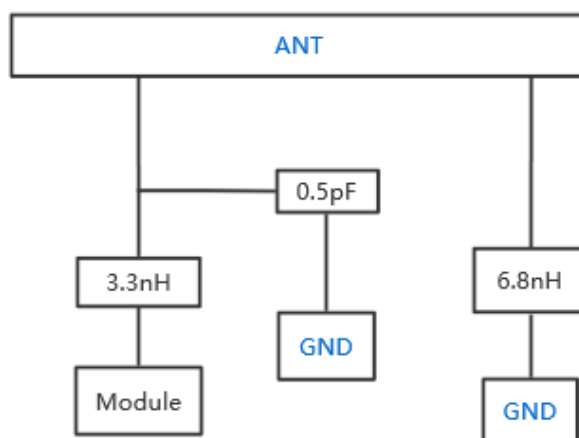 ANT
0.5pF
3.3nH
6.8nH
GND
Module
GND